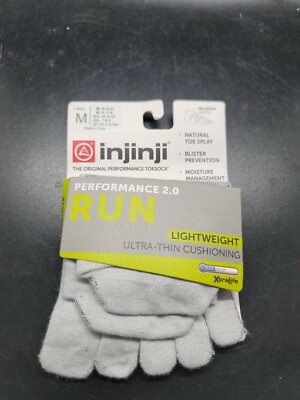 M
injinji
THE ORIGINAL PERFORMANCE TOESOCK®
• NATURAL
TOE SPLAY
• BLISTER
PREVENTION
• MOISTURE
MANAGEMENT
PERFORMANCE 2.0
RUN
LIGHTWEIGHT
ULTRA-THIN CUSHIONING
Xtralife